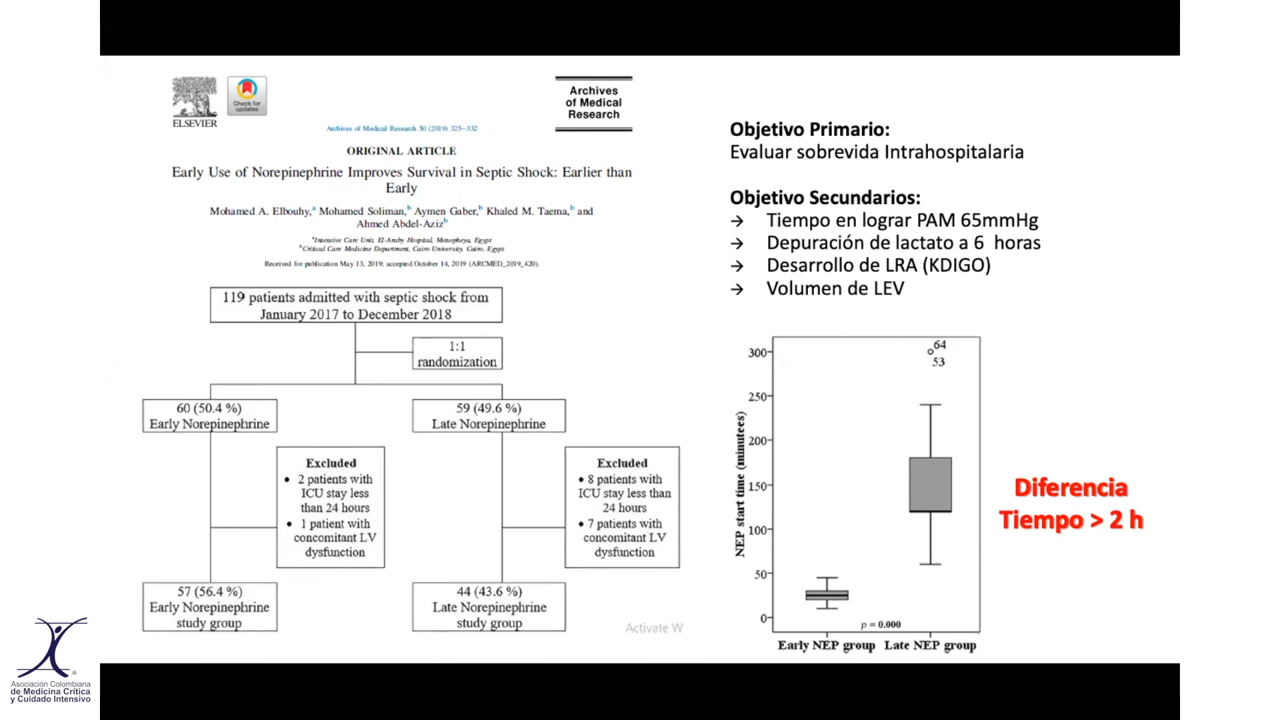 ELSEVIER
Check for
updates
Archives
of Medical
Research
Archives of Medical Research 50 (2019) 325–332
ORIGINAL ARTICLE
Early Use of Norepinephrine Improves Survival in Septic Shock: Earlier than
Early
Mohamed A. Elbouhy,a Mohamed Soliman,b Aymen Gaber,b Khaled M. Taema,b and
Ahmed Abdel-Azizb
aIntensive Care Unit, El-Araby Hospital, Menopheya, Egypt
bCritical Care Medicine Department, Cairo University, Cairo, Egypt
Received for publication May 13, 2019; accepted October 14, 2019 (ARCMED_2019_420).
119 patients admitted with septic shock from
January 2017 to December 2018
1:1
randomization
60 (50.4 %)
Early Norepinephrine
59 (49.6 %)
Late Norepinephrine
Excluded
• 2 patients with
ICU stay less
than 24 hours
• 1 patient with
concomitant LV
dysfunction
Excluded
• 8 patients with
ICU stay less than
24 hours
• 7 patients with
concomitant LV
dysfunction
57 (56.4 %)
Early Norepinephrine
study group
44 (43.6 %)
Late Norepinephrine
study group
Activate W
Objetivo Primario:
Evaluar sobrevida Intrahospitalaria
Objetivo Secundarios:
→ Tiempo en lograr PAM 65mmHg
→ Depuración de lactato a 6 horas
→ Desarrollo de LRA (KDIGO)
→ Volumen de LEV
NEP start time (minutees)
300
250
200
150
100
50
0
64
53
p = 0.000
Early NEP group
Late NEP group
Diferencia
Tiempo > 2 h
®
Asociación Colombiana
de Medicina Crítica
y Cuidado Intensivo